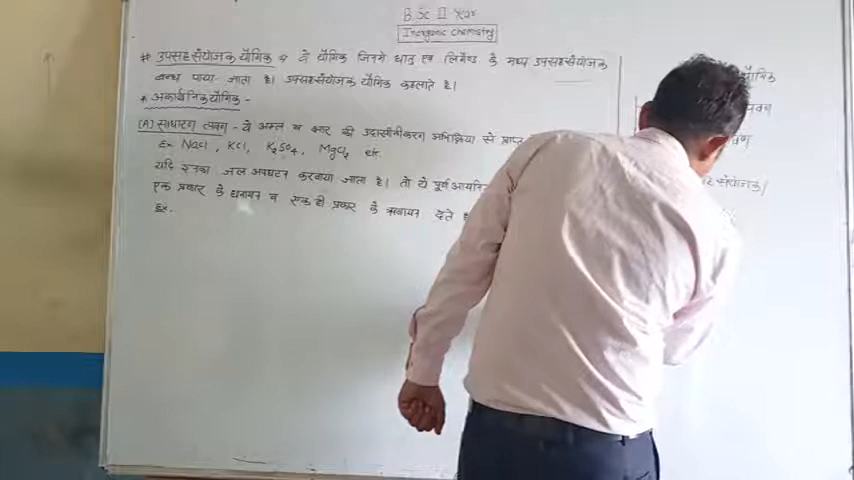 B.Sc II Year
Inorganic Chemistry
# उपसहसंयोजक यौगिक वे यौगिक जिनमे धातु एवं लिगेण्ड के मध्य उपसहसंयोजक
बन्ध पाया जाता है। उपसहसंयोजक यौगिक कहलाते है।
* अकार्बनिक यौगिक -
(A) साधारण लवण - ये अम्ल व क्षार की उदासीनीकरण अभिक्रिया से प्राप्त
Ex NaCl, KCl, K₂SO₄, MgCl₂ etc.
यदि इनका जल अपघटन करवाया जाता है। तो ये पूर्ण
एक प्रकार के धनायन व एक ही प्रकार के ऋणायन देते
Ex.